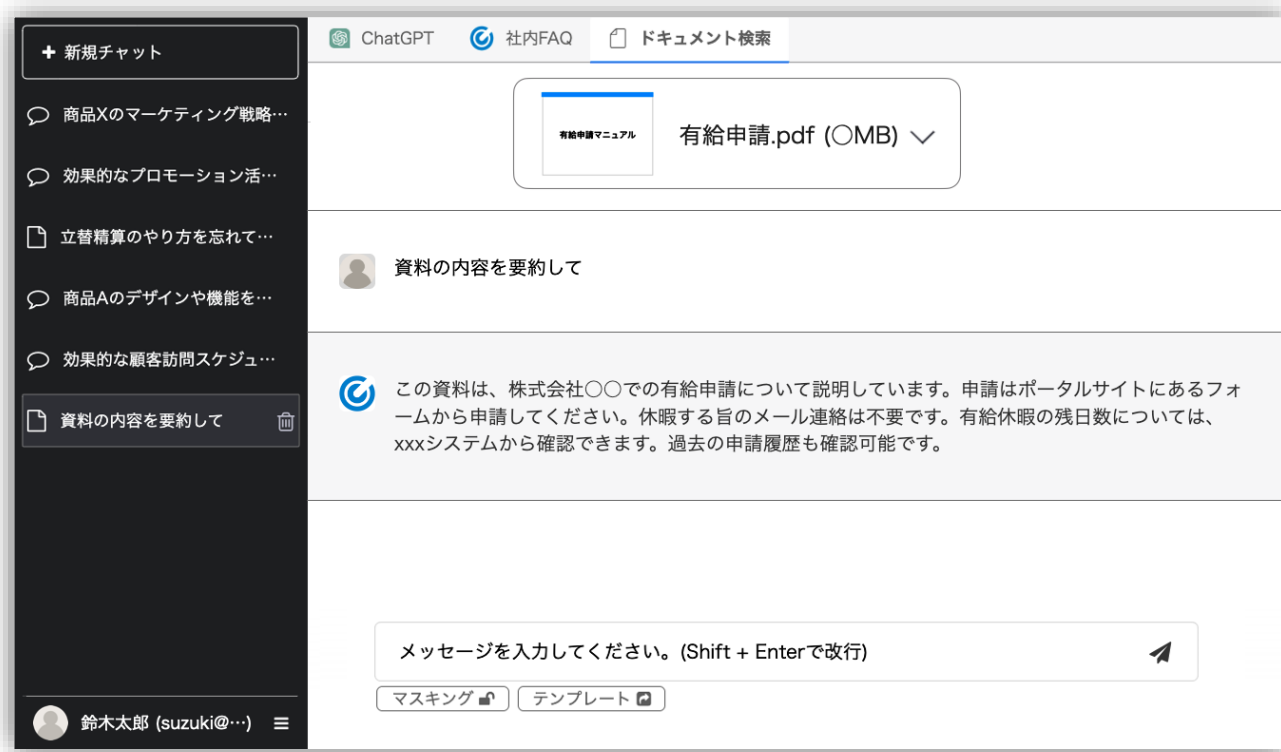 新規チャット
商品Xのマーケティング戦略…
効果的なプロモーション活…
立替精算のやり方を忘れて…
商品Aのデザインや機能を…
効果的な顧客訪問スケジュ…
資料の内容を要約して
鈴木太郎 (suzuki@…)
ChatGPT 社内FAQ ドキュメント検索
有給申請マニュアル
有給申請.pdf (〇MB)
資料の内容を要約して
この資料は、株式会社〇〇での有給申請について説明しています。申請はポータルサイトにあるフォ
ームから申請してください。休暇する旨のメール連絡は不要です。有給休暇の残日数については、
xxxシステムから確認できます。過去の申請履歴も確認可能です。
メッセージを入力してください。(Shift + Enterで改行)
マスキング テンプレート